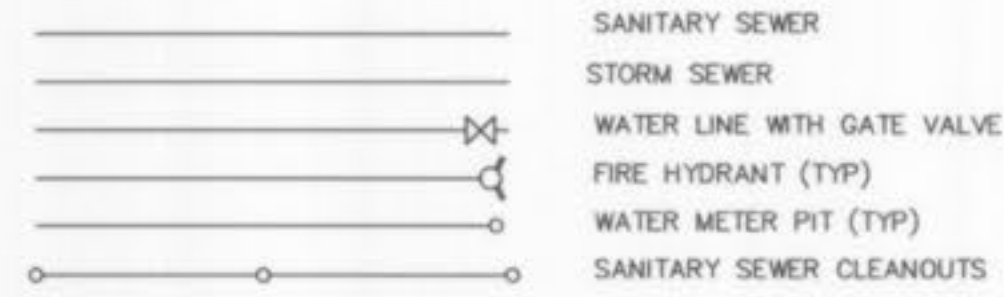 SANITARY SEWER
STORM SEWER
WATER LINE WITH GATE VALVE
FIRE HYDRANT (TYP)
WATER METER PIT (TYP)
SANITARY SEWER CLEANOUTS